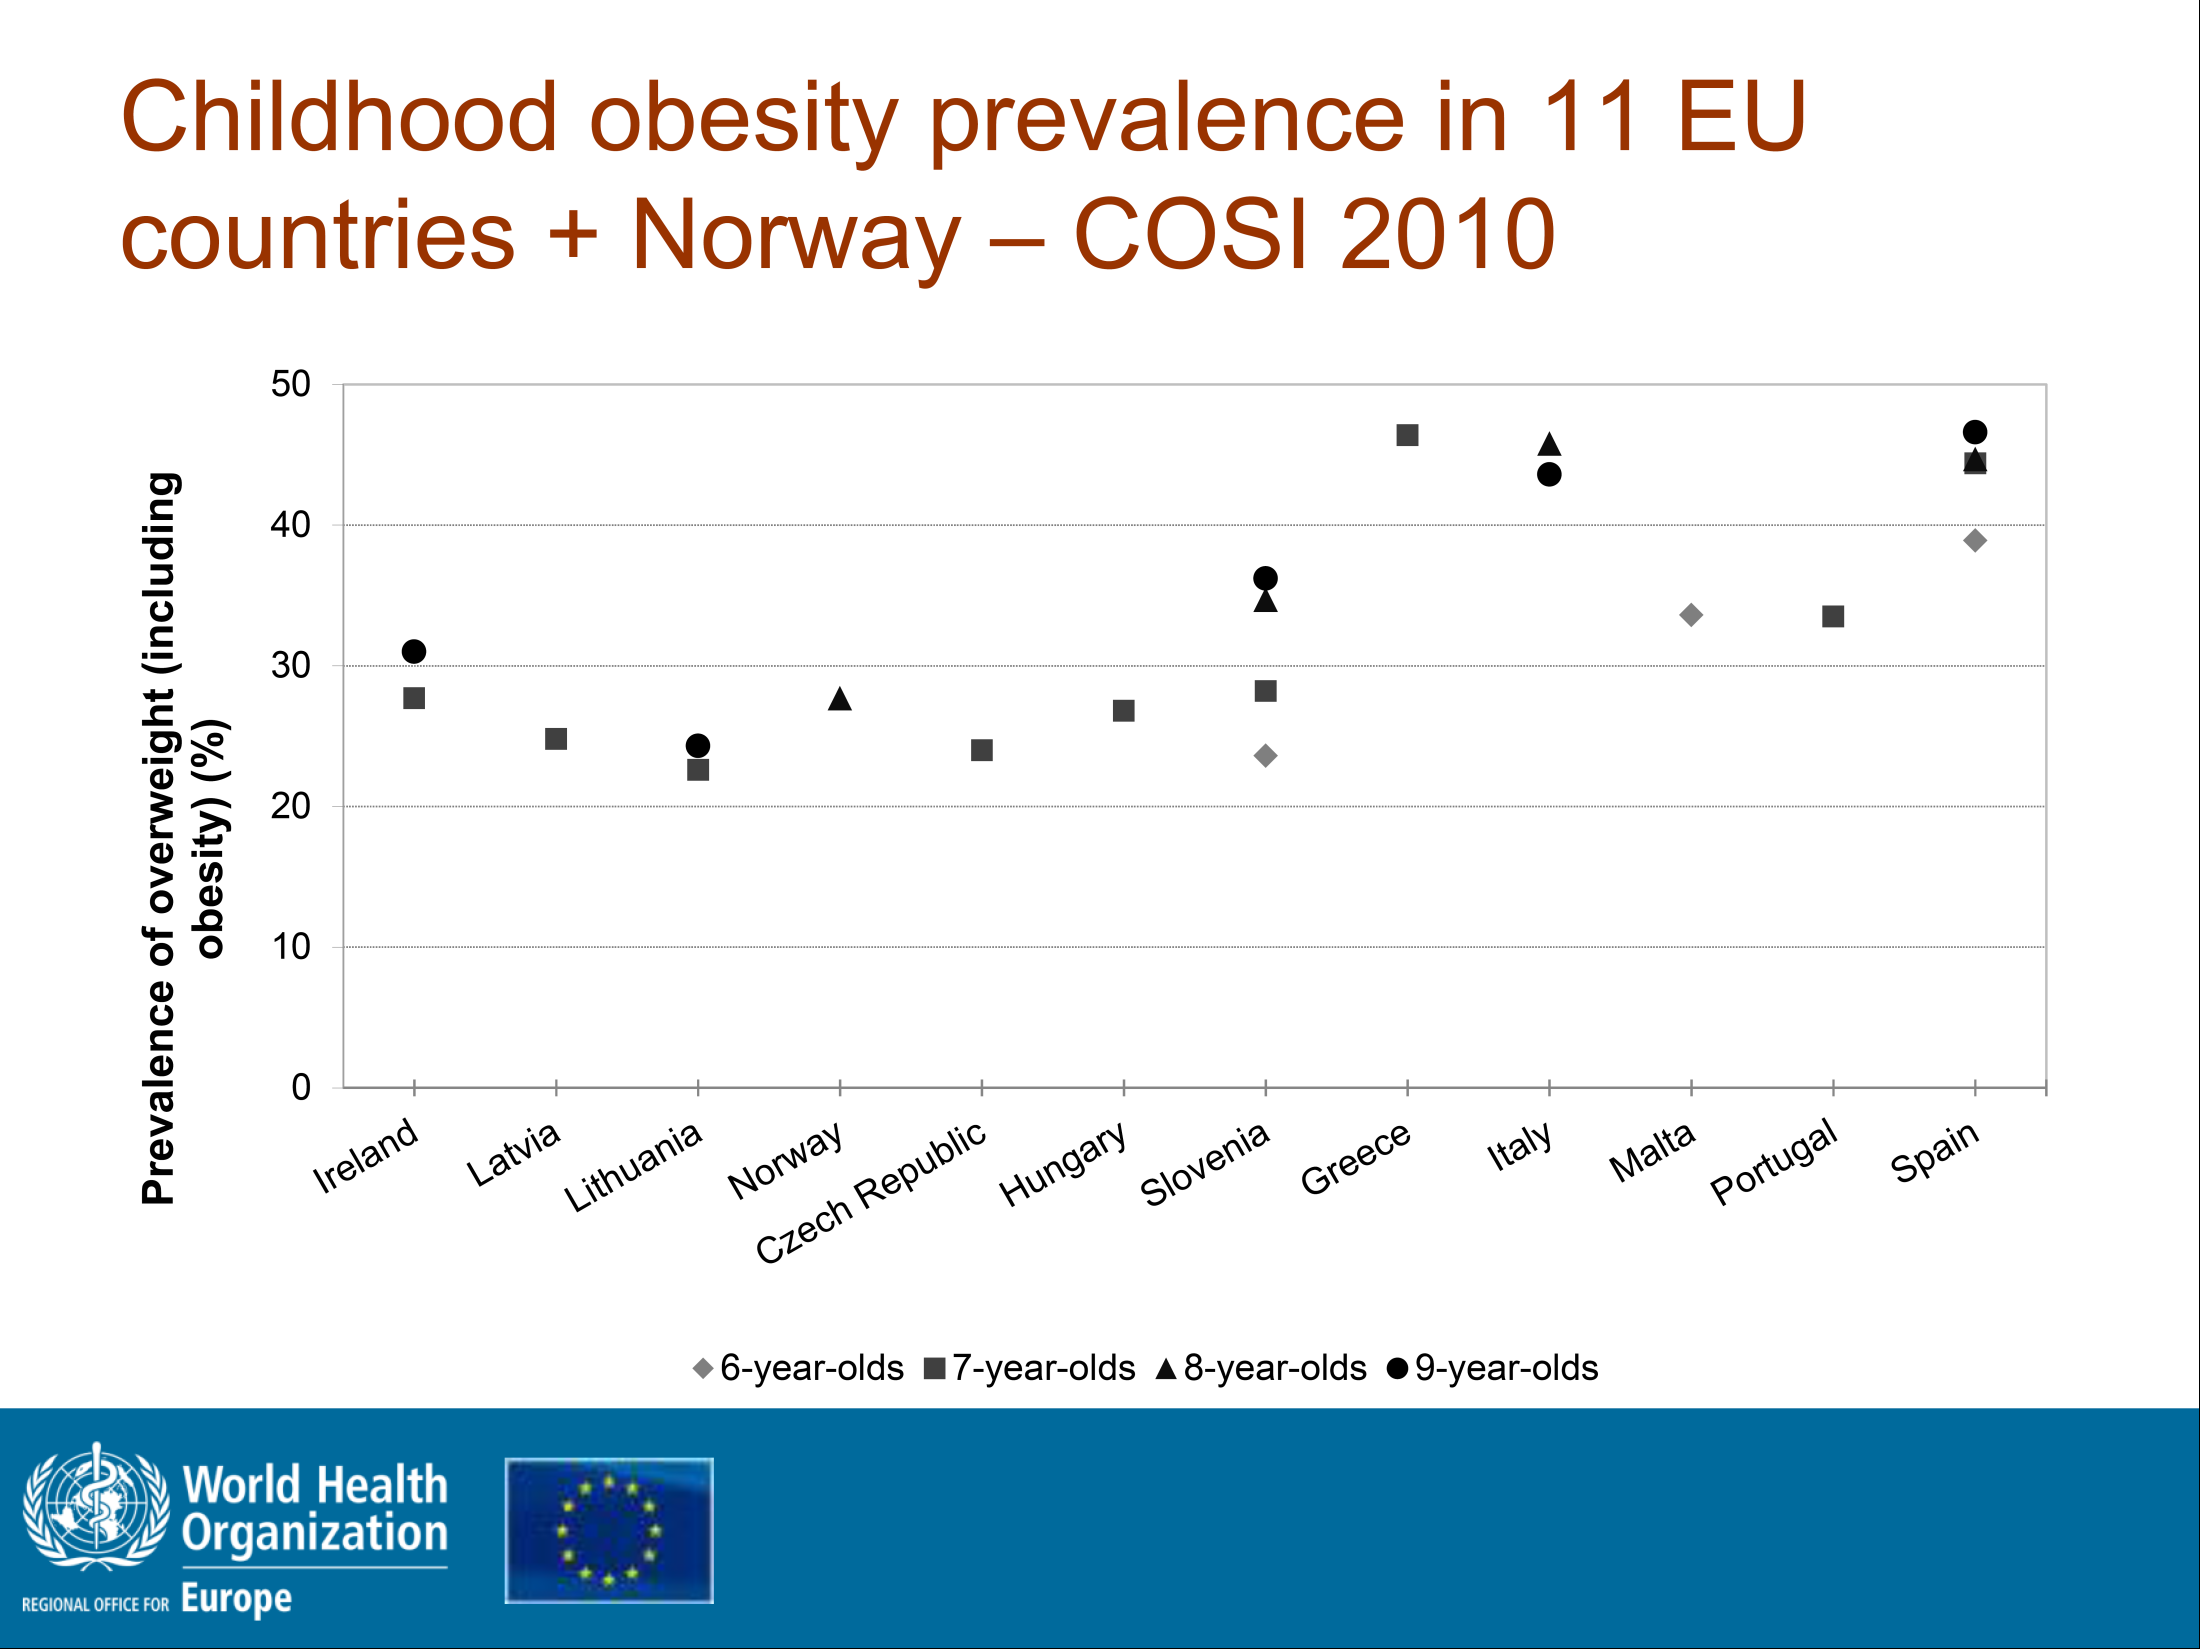 Childhood obesity prevalence in 11 EU
countries + Norway – COSI 2010
Prevalence of overweight (including
obesity) (%)
50
40
30
20
10
0
Ireland
Latvia
Lithuania
Norway
Czech Republic
Hungary
Slovenia
Greece
Italy
Malta
Portugal
Spain
6-year-olds 7-year-olds 8-year-olds 9-year-olds
World Health
Organization
REGIONAL OFFICE FOR Europe